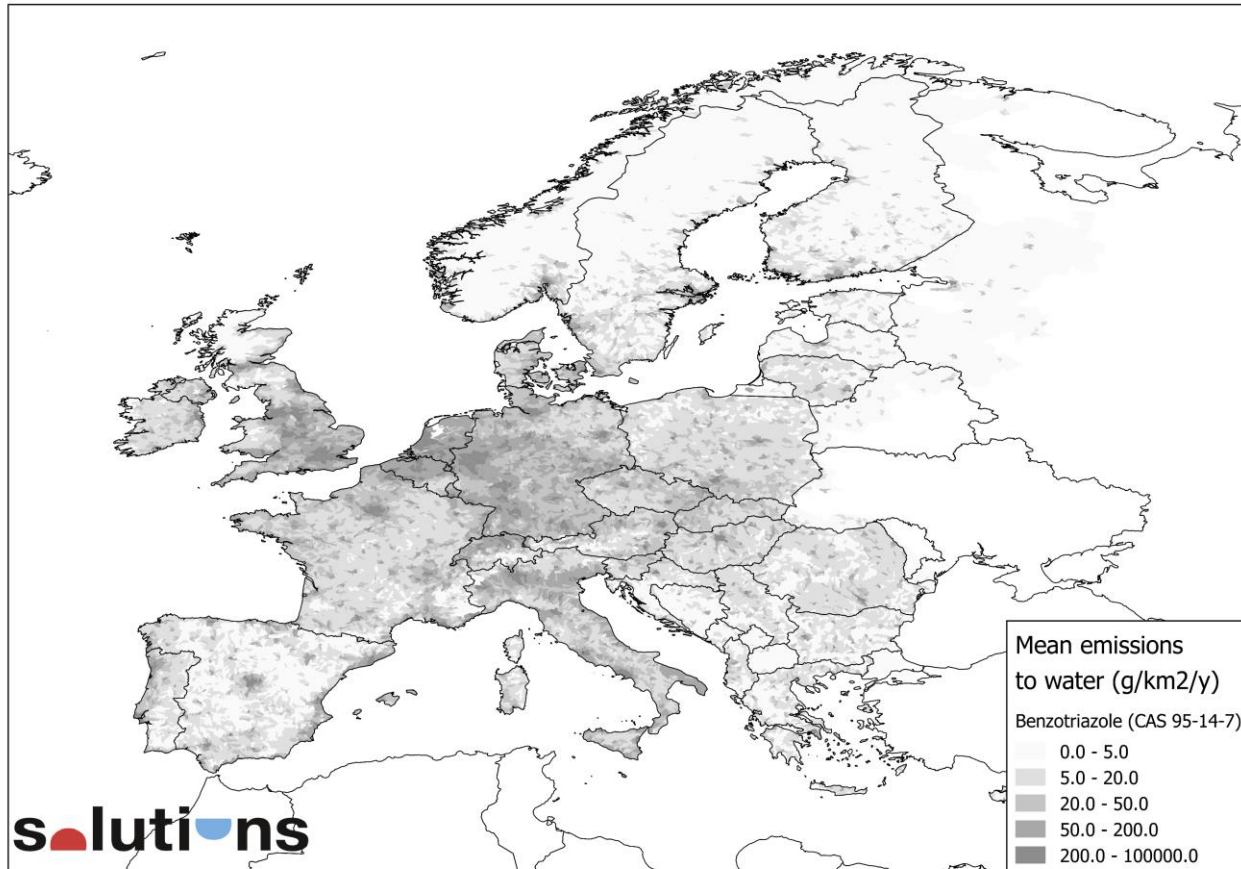 Mean emissions
to water (g/km2/y)
Benzotriazole (CAS 95-14-7)
0.0 - 5.0
5.0 - 20.0
20.0 - 50.0
50.0 - 200.0
200.0 - 100000.0
solutions